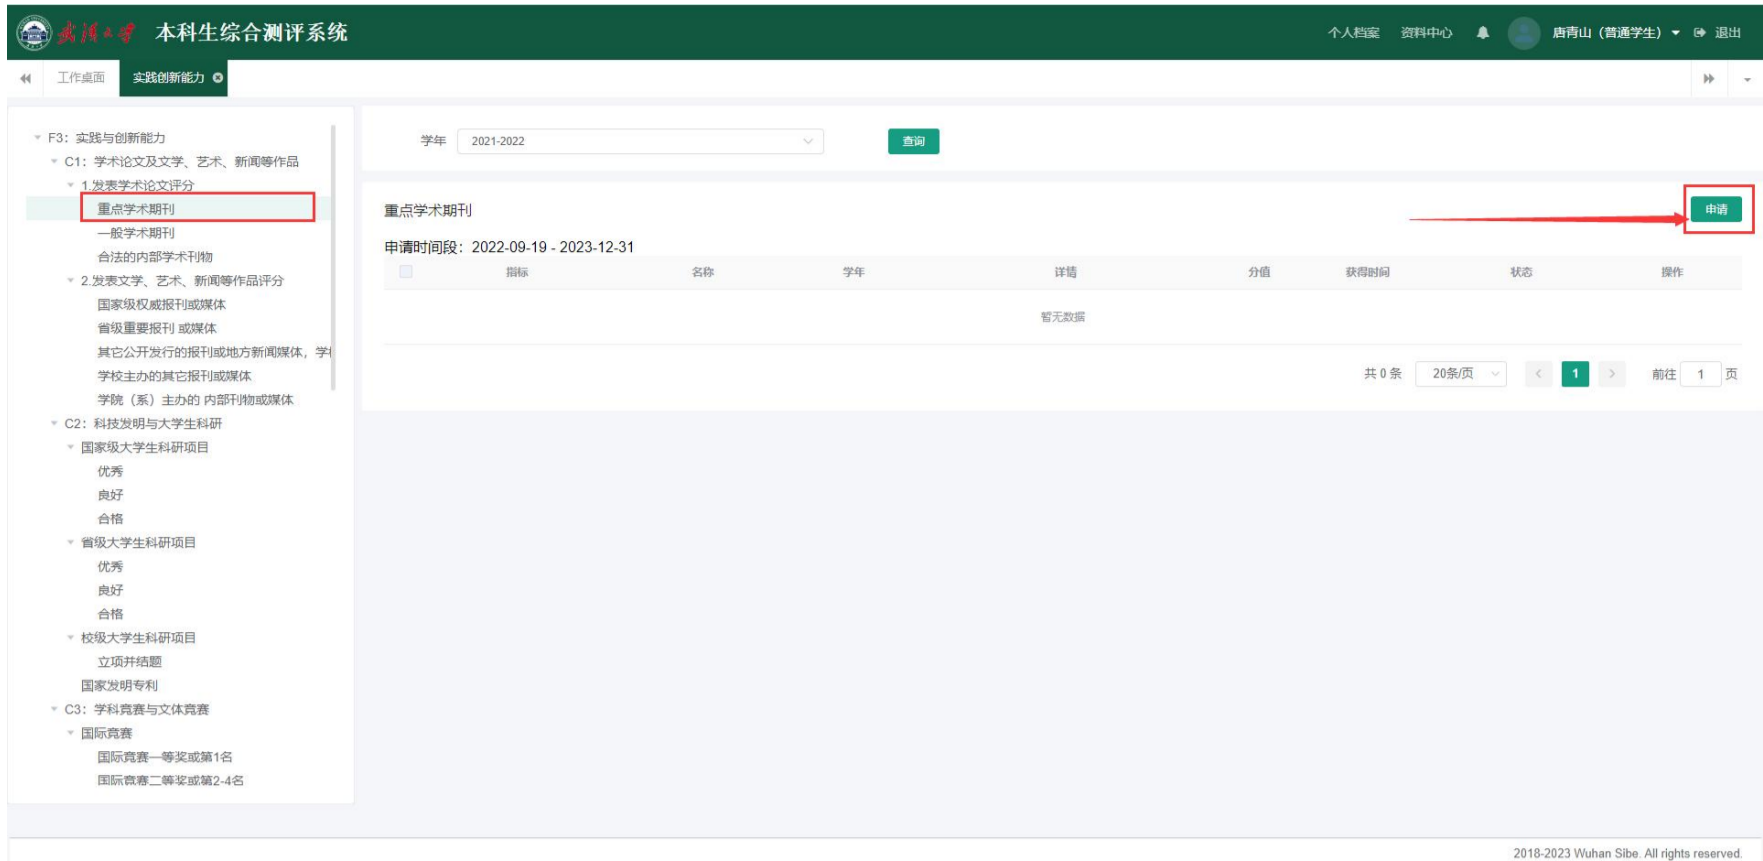 武汉大学 本科生综合测评系统
个人档案 资料中心 唐青山（普通学生） 退出
工作桌面 实践创新能力
F3：实践与创新能力
C1：学术论文及文学、艺术、新闻等作品
1.发表学术论文评分
重点学术期刊
一般学术期刊
合法的内部学术刊物
2.发表文学、艺术、新闻等作品评分
国家级权威报刊或媒体
省级重要报刊 或媒体
其它公开发行的报刊或地方新闻媒体，学
学校主办的其它报刊或媒体
学院（系）主办的 内部刊物或媒体
C2：科技发明与大学生科研
国家级大学生科研项目
优秀
良好
合格
省级大学生科研项目
优秀
良好
合格
校级大学生科研项目
立项并结题
国家发明专利
C3：学科竞赛与文体竞赛
国际竞赛
国际竞赛一等奖或第1名
国际竞赛二等奖或第2-4名
学年 2021-2022 查询
重点学术期刊 申请
申请时间段：2022-09-19 - 2023-12-31
指标 名称 学年 详情 分值 获得时间 状态 操作
暂无数据
共 0 条 20条/页 1 前往 1 页
2018-2023 Wuhan Sibe. All rights reserved.